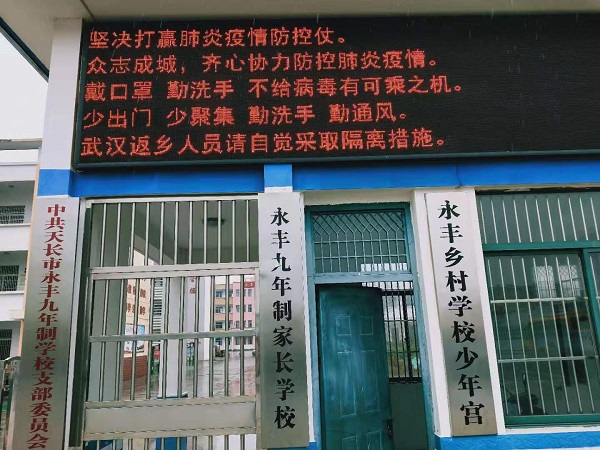 坚决打赢肺炎疫情防控仗。
众志成城，齐心协力防控肺炎疫情。
戴口罩 勤洗手 不给病毒有可乘之机。
少出门 少聚集 勤洗手 勤通风。
武汉返乡人员请自觉采取隔离措施。
中共天长市永丰九年制学校支部委员会
永丰九年制家长学校
永丰乡村学校少年宫